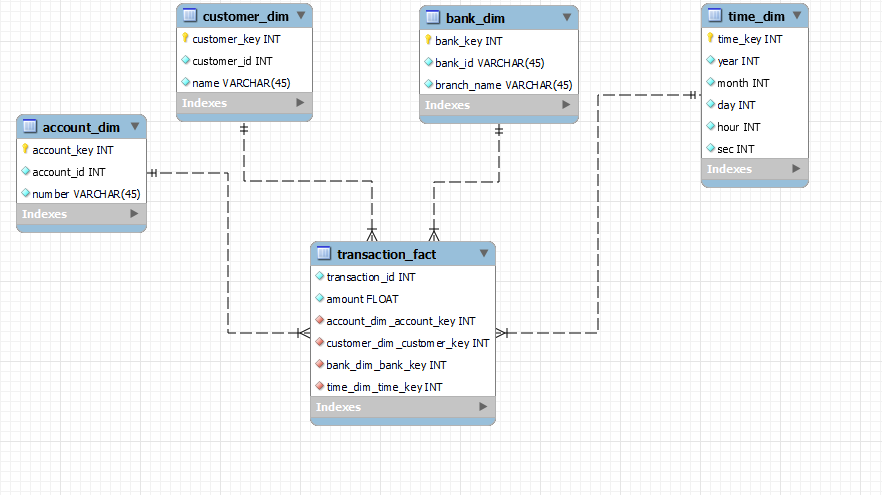 customer_dim
customer_key INT
customer_id INT
name VARCHAR(45)
Indexes
bank_dim
bank_key INT
bank_id VARCHAR(45)
branch_name VARCHAR(45)
Indexes
time_dim
time_key INT
year INT
month INT
day INT
hour INT
sec INT
Indexes
account_dim
account_key INT
account_id INT
number VARCHAR(45)
Indexes
transaction_fact
transaction_id INT
amount FLOAT
account_dim_account_key INT
customer_dim_customer_key INT
bank_dim_bank_key INT
time_dim_time_key INT
Indexes